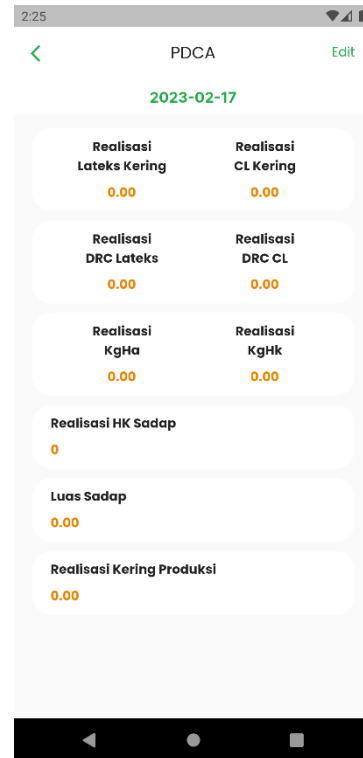 2:25
PDCA
Edit
2023-02-17
Realisasi
Lateks Kering
0.00
Realisasi
CL Kering
0.00
Realisasi
DRC Lateks
0.00
Realisasi
DRC CL
0.00
Realisasi
KgHa
0.00
Realisasi
KgHk
0.00
Realisasi HK Sadap
0
Luas Sadap
0.00
Realisasi Kering Produksi
0.00